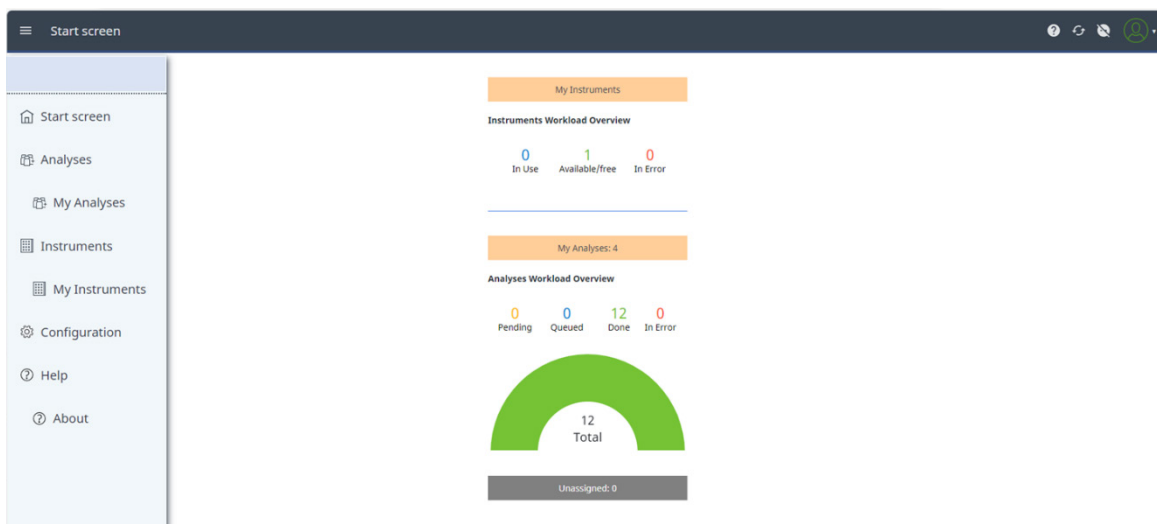 Start screen
Start screen
Analyses
My Analyses
Instruments
My Instruments
Configuration
Help
About
My Instruments
Instruments Workload Overview
0 1 0
In Use Available/free In Error
My Analyses: 4
Analyses Workload Overview
0 0 12 0
Pending Queued Done In Error
12
Total
Unassigned: 0